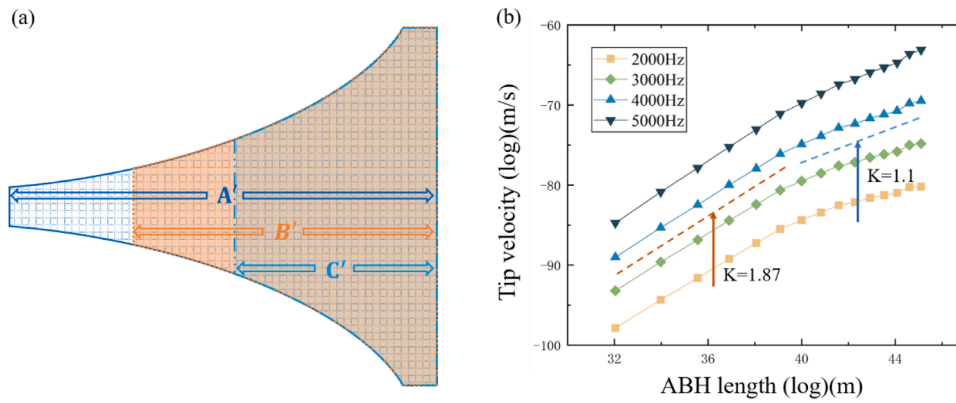 (a)
A'
B'
C'
(b)
-60
-70
-80
-90
-100
Tip velocity (log)(m/s)
2000Hz
3000Hz
4000Hz
5000Hz
K=1.1
K=1.87
32
36
40
44
ABH length (log)(m)